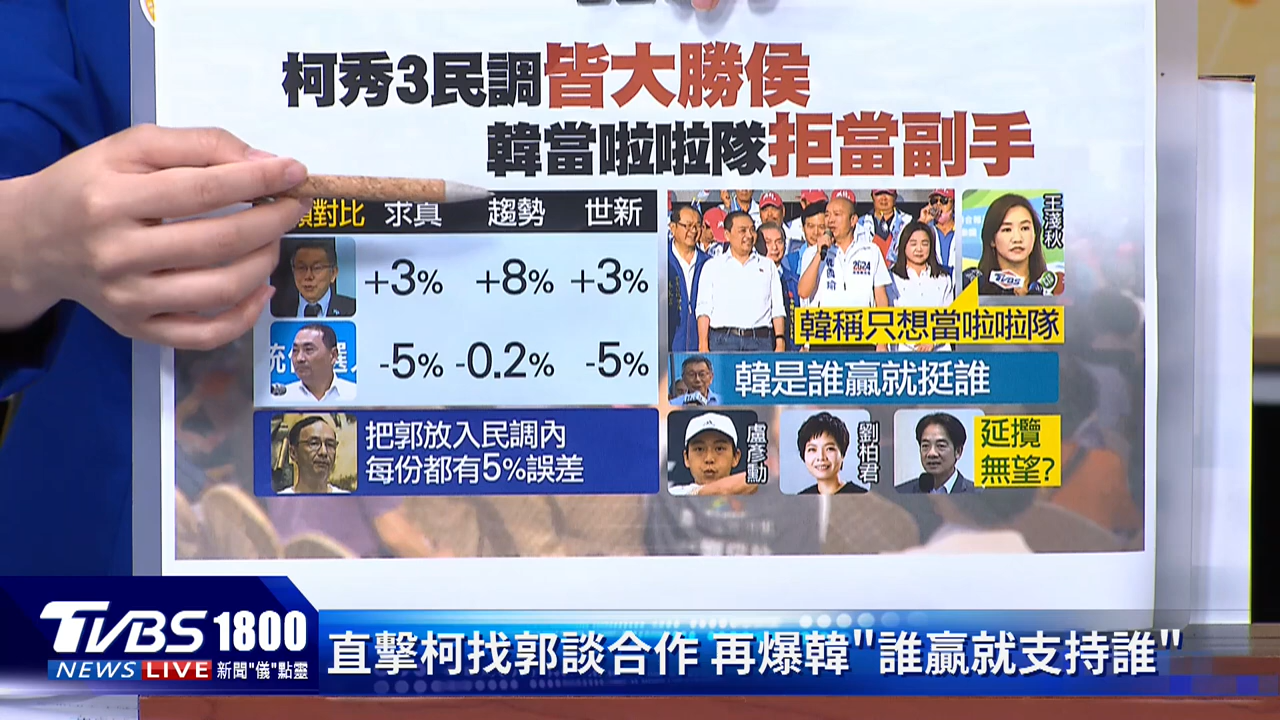 柯秀3民調皆大勝侯
韓當啦啦隊拒當副手
對比 求真 趨勢 世新
+3% +8% +3%
-5% -0.2% -5%
把郭放入民調內
每份都有5%誤差
王淺秋
2024
TVBS
韓稱只想當啦啦隊
韓是誰贏就挺誰
盧彥勳
劉柏君
延攬
無望?
TVBS 1800
NEWS LIVE 新聞"儀"點靈
直擊柯找郭談合作 再爆韓"誰贏就支持誰"